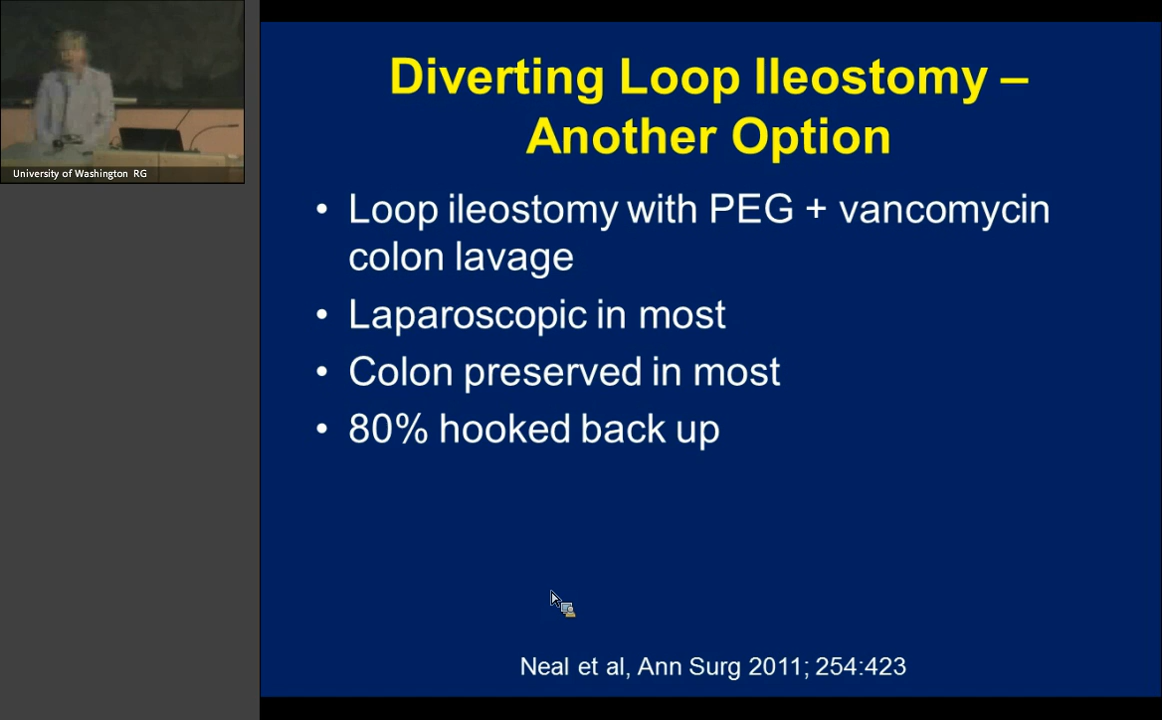 Diverting Loop Ileostomy –
Another Option
• Loop ileostomy with PEG + vancomycin
colon lavage
• Laparoscopic in most
• Colon preserved in most
• 80% hooked back up
Neal et al, Ann Surg 2011; 254:423
University of Washington RG